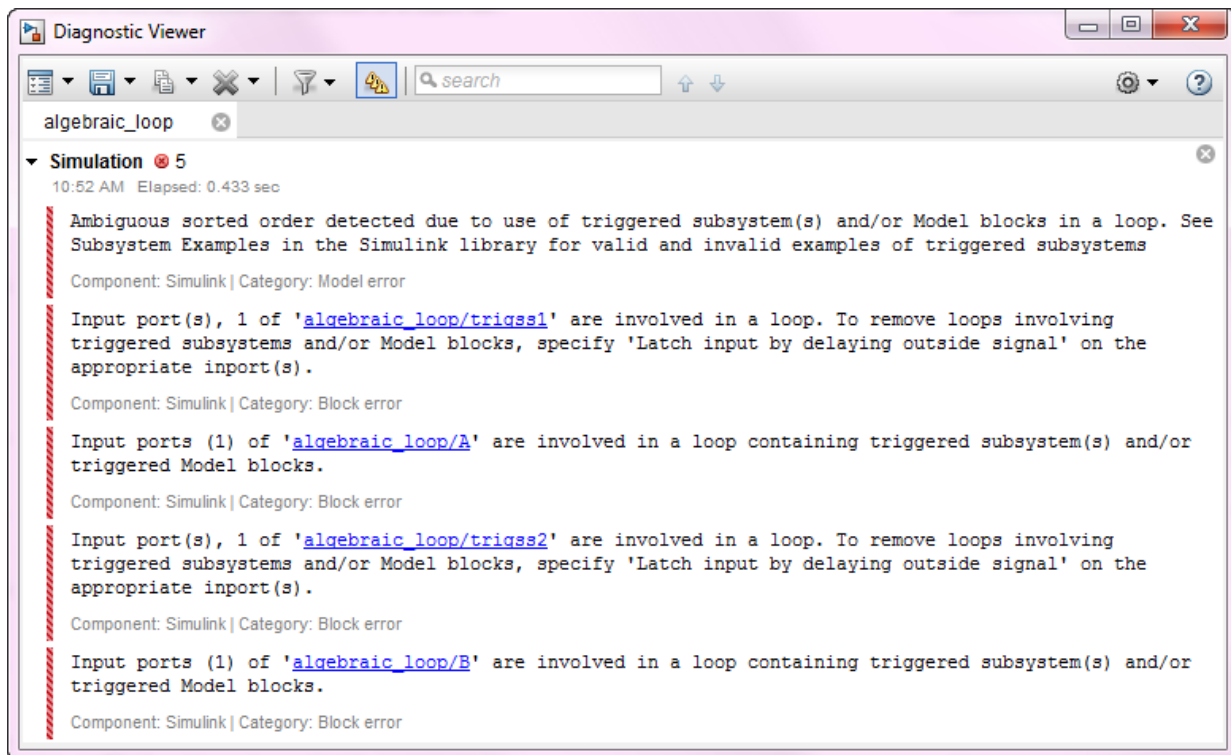 Diagnostic Viewer
search
algebraic_loop
Simulation 5
10:52 AM Elapsed: 0.433 sec
Ambiguous sorted order detected due to use of triggered subsystem(s) and/or Model blocks in a loop. See
Subsystem Examples in the Simulink library for valid and invalid examples of triggered subsystems
Component: Simulink | Category: Model error
Input port(s), 1 of 'algebraic_loop/trigss1' are involved in a loop. To remove loops involving
triggered subsystems and/or Model blocks, specify 'Latch input by delaying outside signal' on the
appropriate inport(s).
Component: Simulink | Category: Block error
Input ports (1) of 'algebraic_loop/A' are involved in a loop containing triggered subsystem(s) and/or
triggered Model blocks.
Component: Simulink | Category: Block error
Input port(s), 1 of 'algebraic_loop/trigss2' are involved in a loop. To remove loops involving
triggered subsystems and/or Model blocks, specify 'Latch input by delaying outside signal' on the
appropriate inport(s).
Component: Simulink | Category: Block error
Input ports (1) of 'algebraic_loop/B' are involved in a loop containing triggered subsystem(s) and/or
triggered Model blocks.
Component: Simulink | Category: Block error